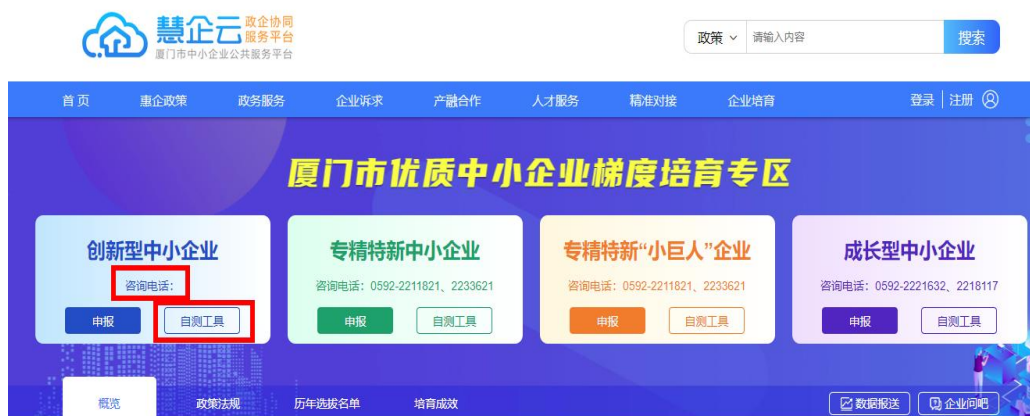 慧企云 政企协同
服务平台
厦门市中小企业公共服务平台
政策 请输入内容 搜索
首页 惠企政策 政务服务 企业诉求 产融合作 人才服务 精准对接 企业培育 登录 | 注册
厦门市优质中小企业梯度培育专区
创新型中小企业 专精特新中小企业 专精特新“小巨人”企业 成长型中小企业
咨询电话： 咨询电话：0592-2211821、2233621 咨询电话：0592-2211821、2233621 咨询电话：0592-2221632、2218117
申报 自测工具 申报 自测工具 申报 自测工具 申报 自测工具
概览 政策法规 历年选拔名单 培育成效 数据报送 企业问吧